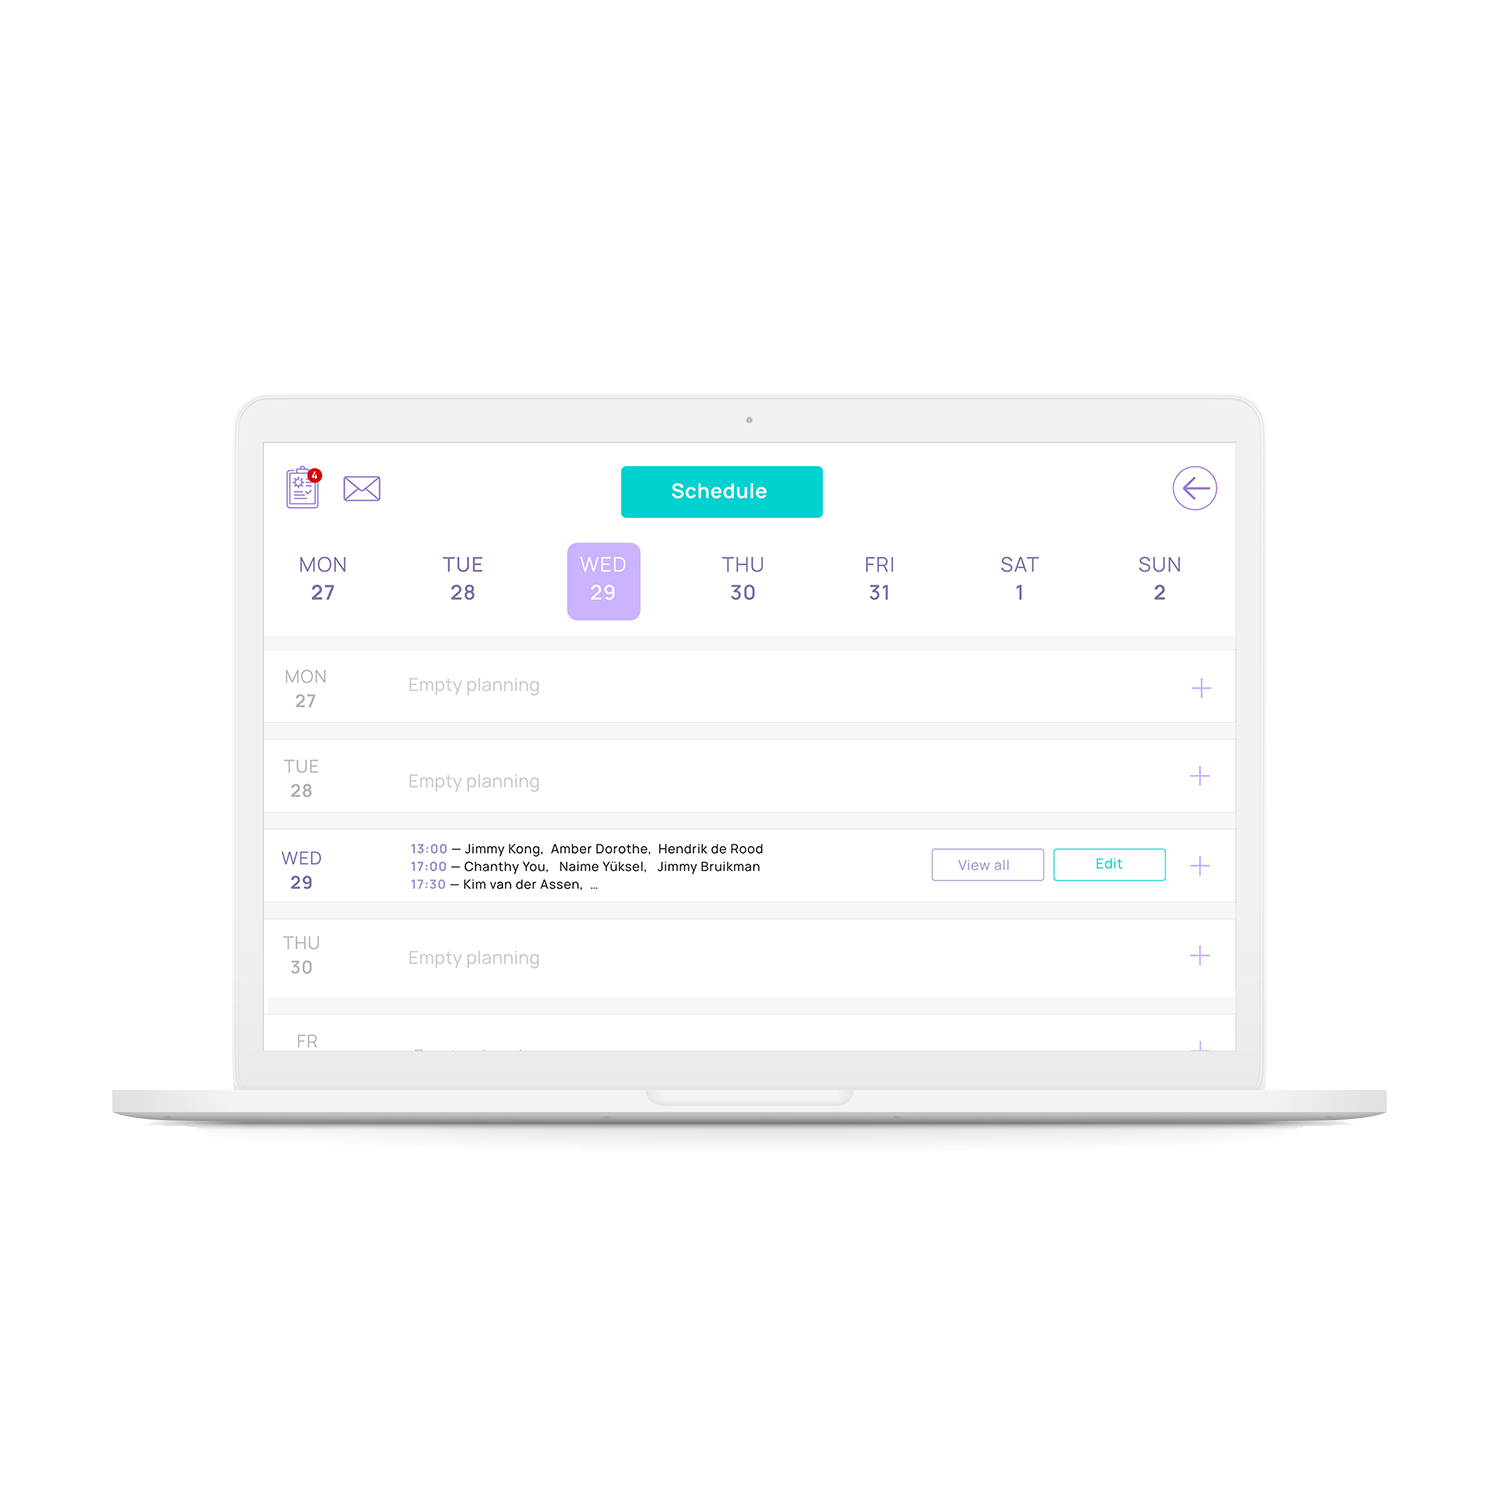 4
Schedule
MON TUE WED THU FRI SAT SUN
27 28 29 30 31 1 2
MON
27
Empty planning
TUE
28
Empty planning
WED
29
13:00 — Jimmy Kong, Amber Dorothe, Hendrik de Rood
17:00 — Chanthy You, Naime Yüksel, Jimmy Bruikman
17:30 — Kim van der Assen, ...
View all
Edit
THU
30
Empty planning
FR